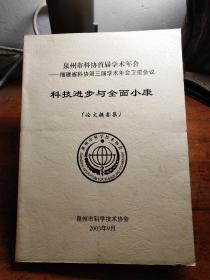 泉州市科协首届学术年会
——福建省科协第三届学术年会卫星会议
科技进步与全面小康
「论文摘要集」
泉州市科学技术协会
2003年9月